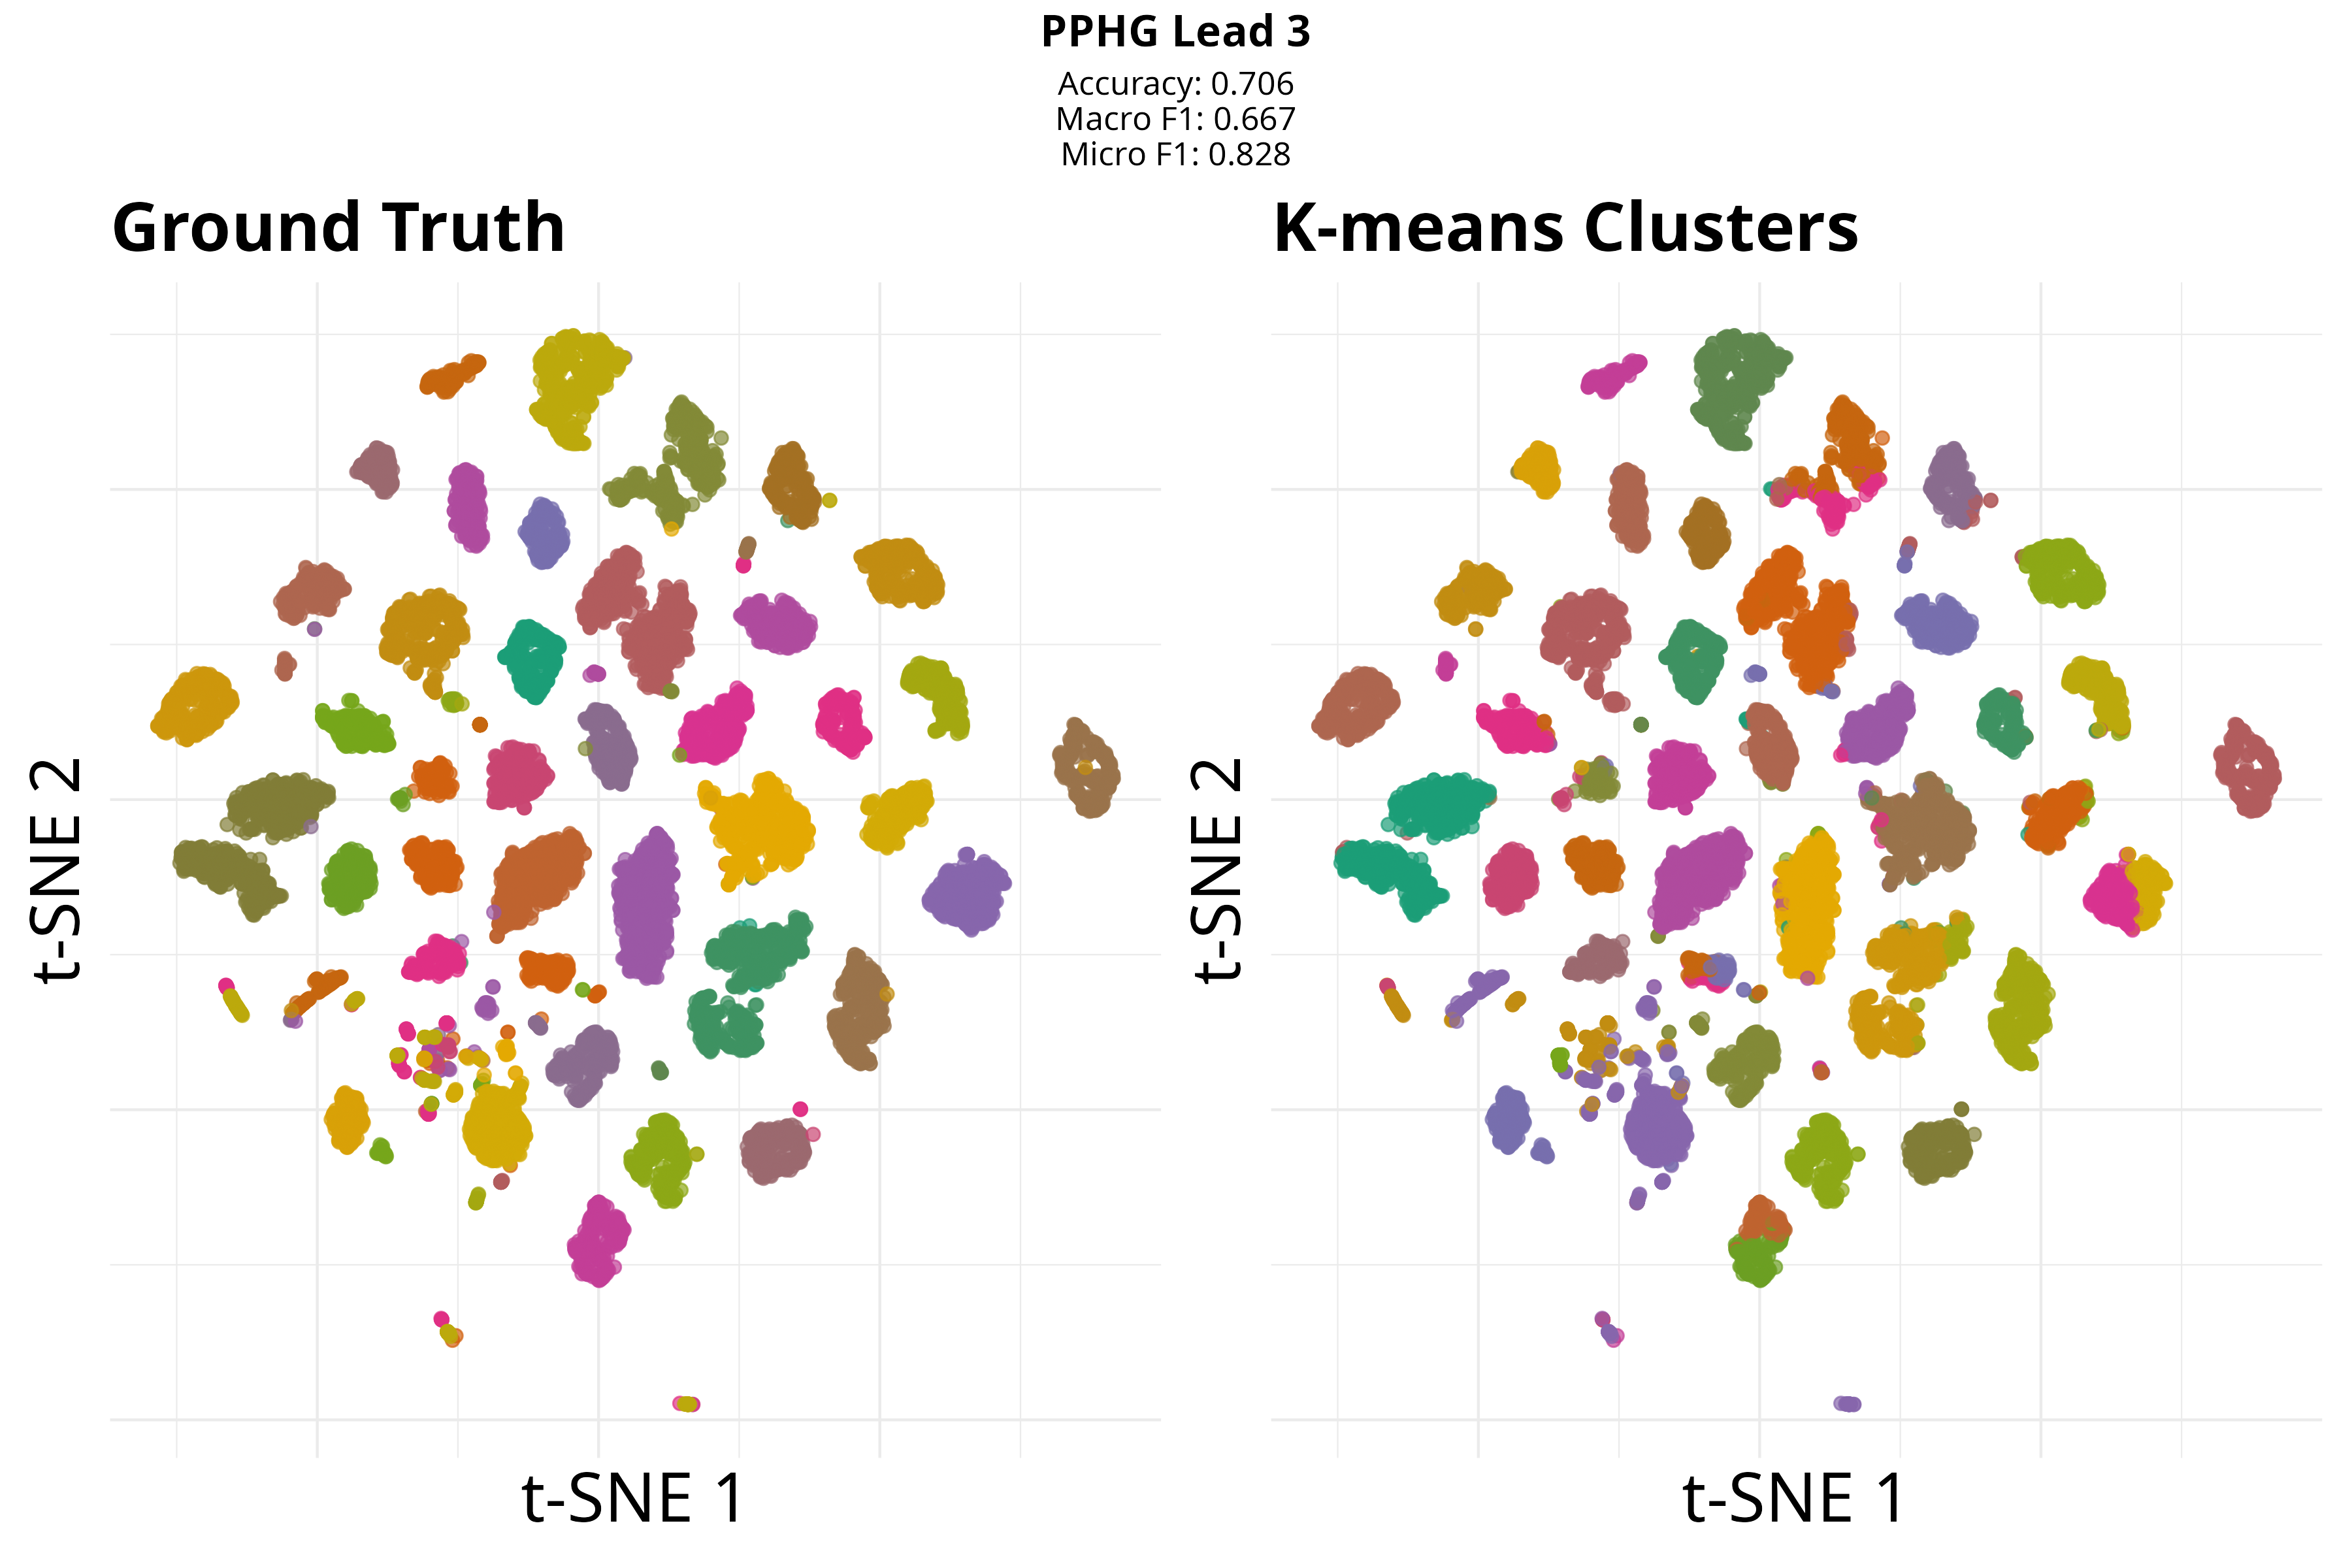 PPHG Lead 3
Accuracy: 0.706
Macro F1: 0.667
Micro F1: 0.828
Ground Truth
K-means Clusters
t-SNE 2
t-SNE 2
t-SNE 1
t-SNE 1